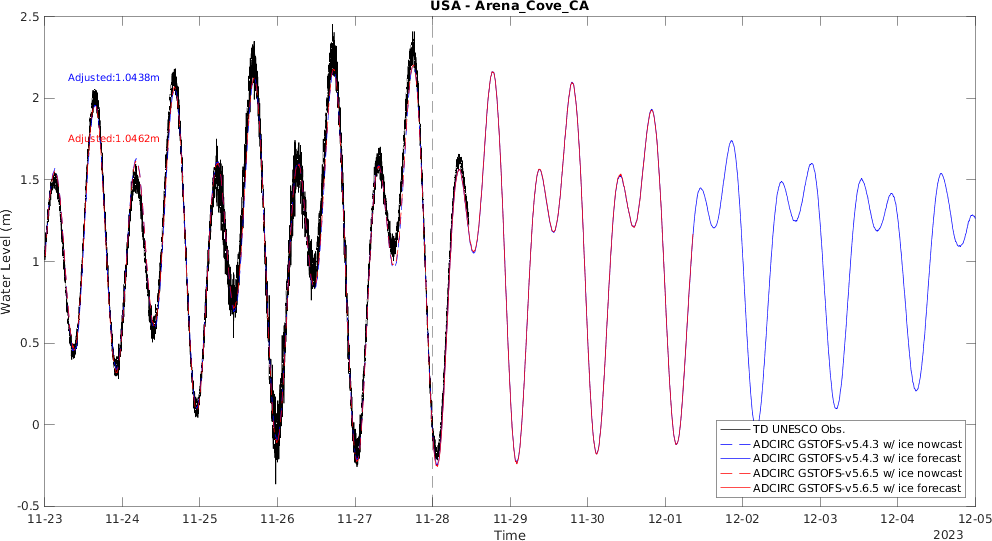 USA - Arena_Cove_CA
2.5
2
1.5
1
0.5
0
-0.5
Water Level (m)
Adjusted:1.0438m
Adjusted:1.0462m
TD UNESCO Obs.
ADCIRC GSTOFS-v5.4.3 w/ ice nowcast
ADCIRC GSTOFS-v5.4.3 w/ ice forecast
ADCIRC GSTOFS-v5.6.5 w/ ice nowcast
ADCIRC GSTOFS-v5.6.5 w/ ice forecast
11-23 11-24 11-25 11-26 11-27 11-28 11-29 11-30 12-01 12-02 12-03 12-04 12-05
Time
2023